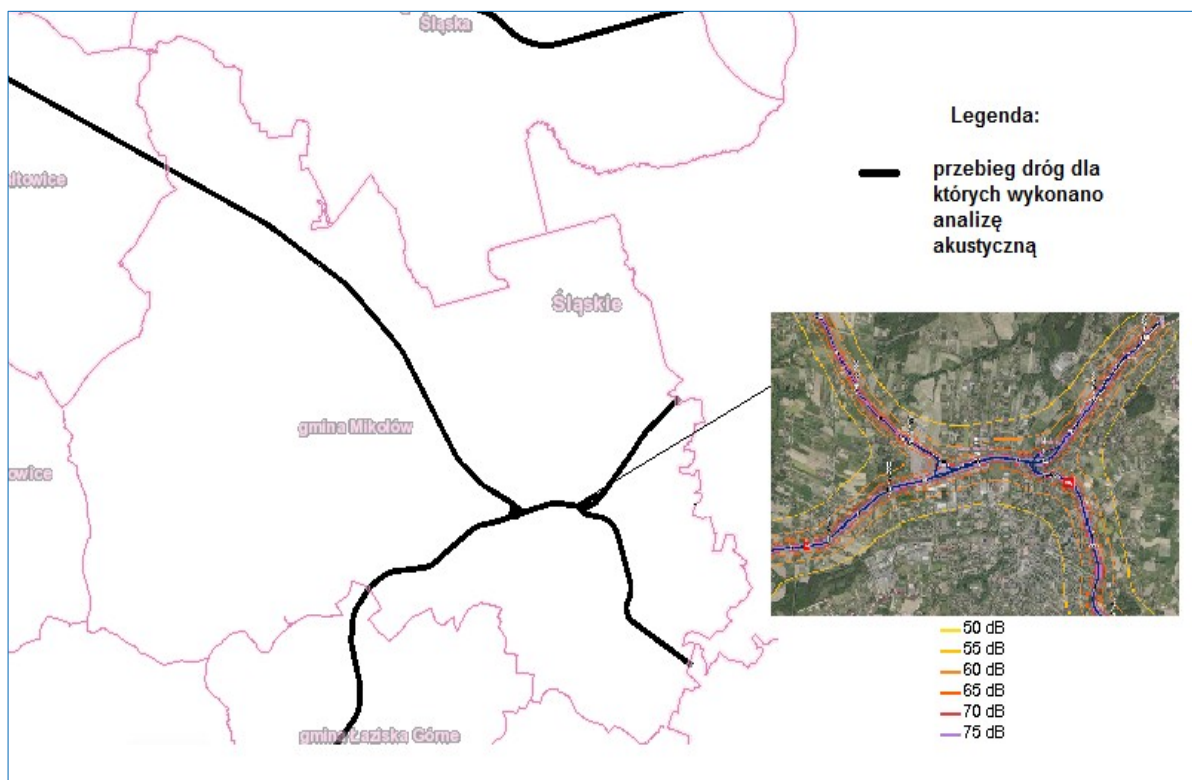 Śląska
Legenda:
przebieg dróg dla
których wykonano
analizę
akustyczną
Śląskie
gmina Mikołów
owice
gmina Łaziska Górne
50 dB
55 dB
60 dB
65 dB
70 dB
75 dB